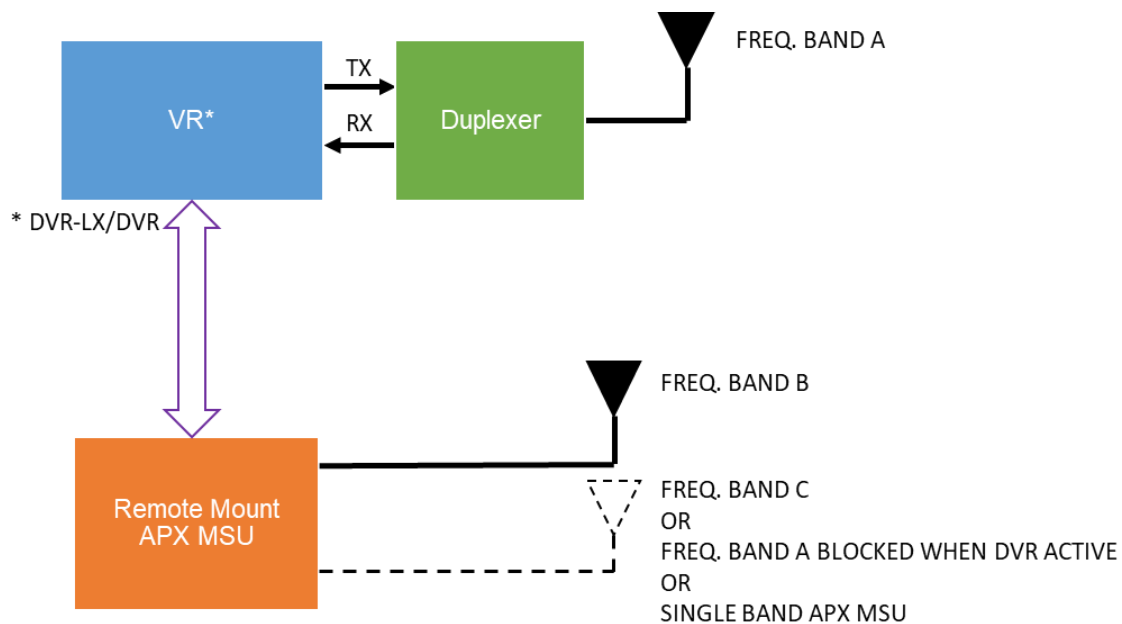 FREQ. BAND A
TX
VR*
Duplexer
RX
* DVR-LX/DVR
FREQ. BAND B
Remote Mount
APX MSU
FREQ. BAND C
OR
FREQ. BAND A BLOCKED WHEN DVR ACTIVE
OR
SINGLE BAND APX MSU